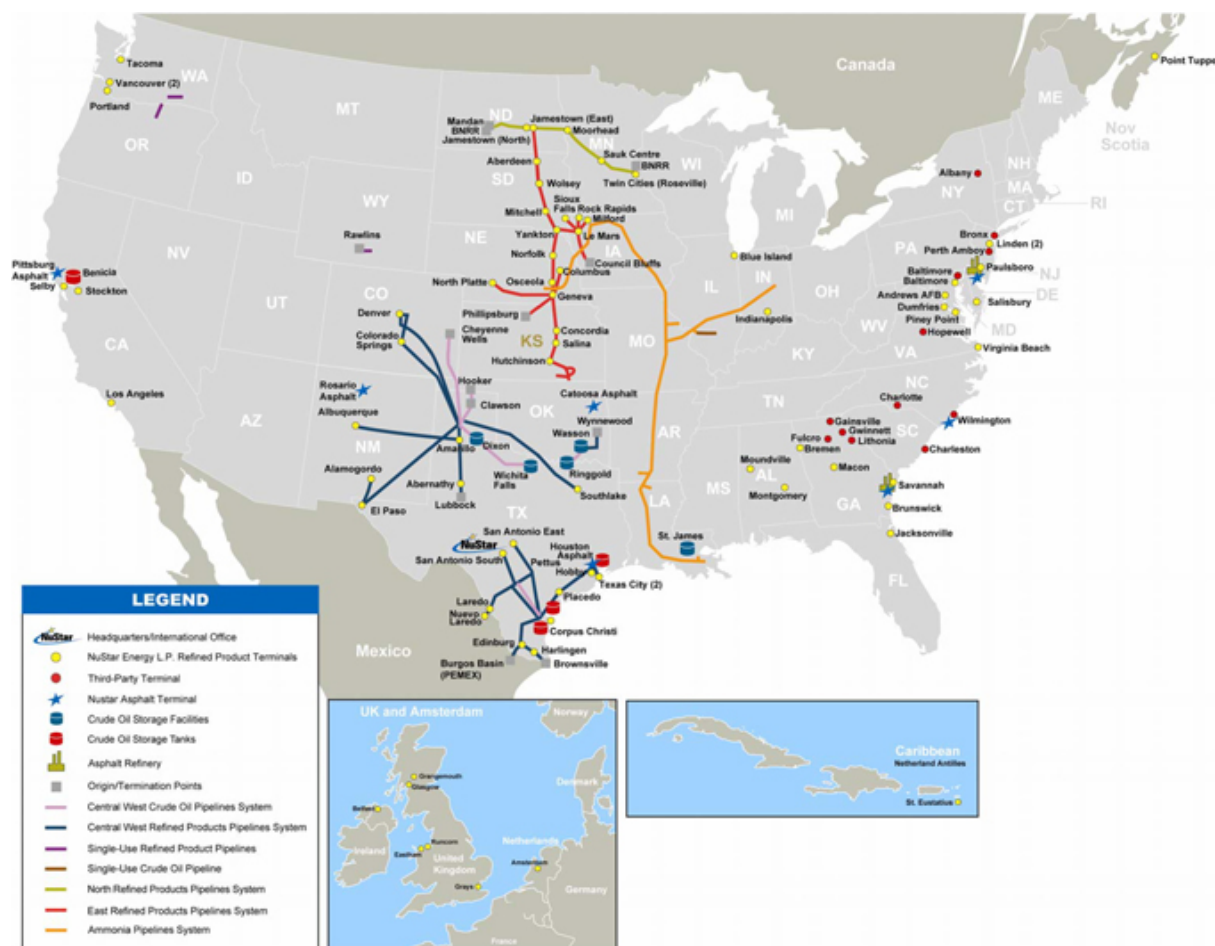 Canada
Point Tuppe
Nov
Scotia
Tacoma
Vancouver (2)
Portland
WA
OR
MT
ID
WY
NV
UT
CA
AZ
CO
NM
ND
SD
NE
KS
OK
TX
MN
WI
IA
MO
AR
LA
IL
MI
IN
OH
KY
TN
MS
AL
GA
FL
SC
NC
VA
WV
PA
NY
ME
NH
MA
CT
RI
NJ
DE
MD
Mandan
BNRR
Jamestown (North)
Jamestown (East)
Moorhead
Sauk Centre
BNRR
Twin Cities (Roseville)
Aberdeen
Wolsey
Sioux
Falls
Rock Rapids
Mitchell
Milford
Yankton
Le Mars
Norfolk
Council Bluffs
Columbus
Osceola
North Platte
Geneva
Phillipsburg
Concordia
Salina
Hutchinson
Rawlins
Pittsburg
Asphalt
Selby
Benicia
Stockton
Los Angeles
Denver
Colorado
Springs
Cheyenne
Wells
Hooker
Clawson
Rosario
Asphalt
Albuquerque
Alamogordo
El Paso
Amarillo
Dixon
Abernathy
Lubbock
Wichita
Falls
Catoosa Asphalt
Wynnewood
Wasson
Ringgold
Southlake
San Antonio East
NuStar
San Antonio South
Pettus
Houston
Asphalt
Hobby
Texas City (2)
Placedo
Laredo
Nuevo
Laredo
Corpus Christi
Edinburg
Harlingen
Burgos Basin
(PEMEX)
Brownsville
Mexico
St. James
Blue Island
Indianapolis
Albany
Bronx
Linden (2)
Perth Amboy
Paulsboro
Baltimore
Baltimore
Andrews AFB
Dumfries
Salisbury
Piney Point
Hopewell
Virginia Beach
Charlotte
Wilmington
Gainsville
Gwinnett
Fulcro
Lithonia
Bremen
Charleston
Moundville
Macon
Montgomery
Savannah
Brunswick
Jacksonville
LEGEND
NuStar
Headquarters/International Office
NuStar Energy L.P. Refined Product Terminals
Third-Party Terminal
Nustar Asphalt Terminal
Crude Oil Storage Facilities
Crude Oil Storage Tanks
Asphalt Refinery
Origin/Termination Points
Central West Crude Oil Pipelines System
Central West Refined Products Pipelines System
Single-Use Refined Product Pipelines
Single-Use Crude Oil Pipeline
North Refined Products Pipelines System
East Refined Products Pipelines System
Ammonia Pipelines System
UK and Amsterdam
Norway
Grangemouth
Glasgow
Denmark
Belfast
Runcorn
Eastham
Ireland
United
Kingdom
Netherlands
Amsterdam
Grays
Germany
France
Caribbean
Netherland Antilles
St. Eustatius